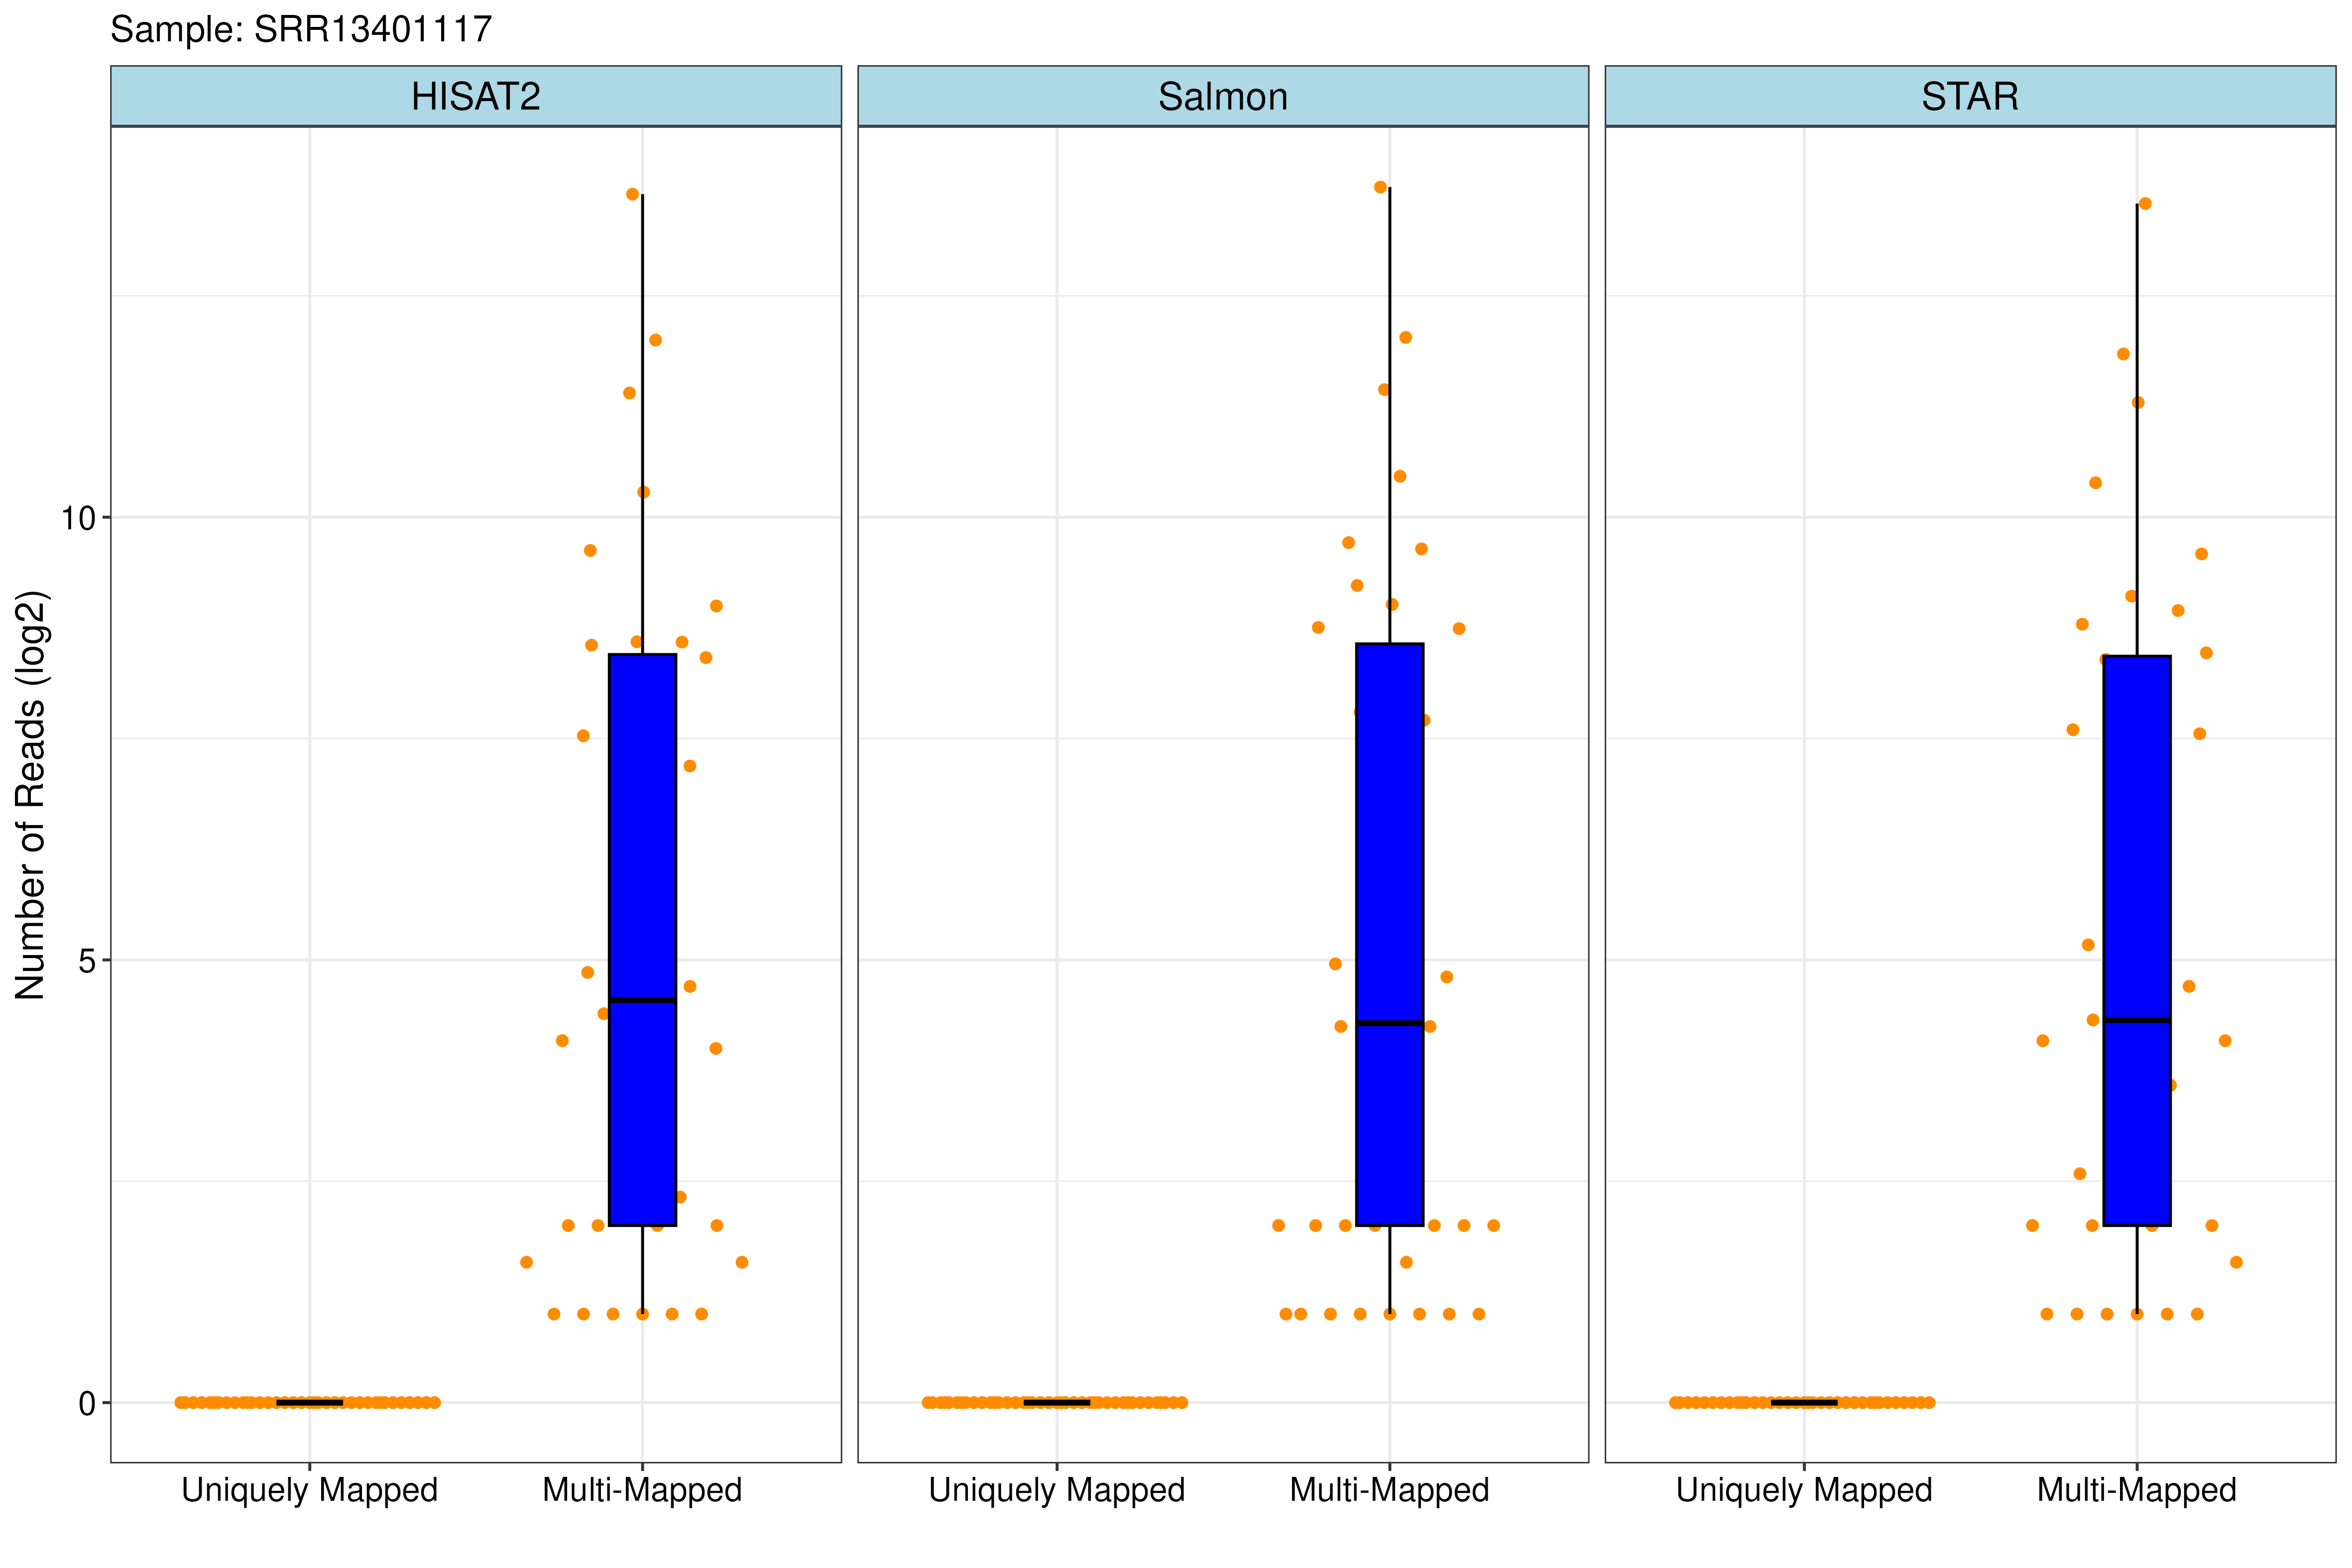 Sample: SRR13401117
HISAT2
Salmon
STAR
Number of Reads (log2)
10
5
0
Uniquely Mapped
Multi-Mapped
Uniquely Mapped
Multi-Mapped
Uniquely Mapped
Multi-Mapped